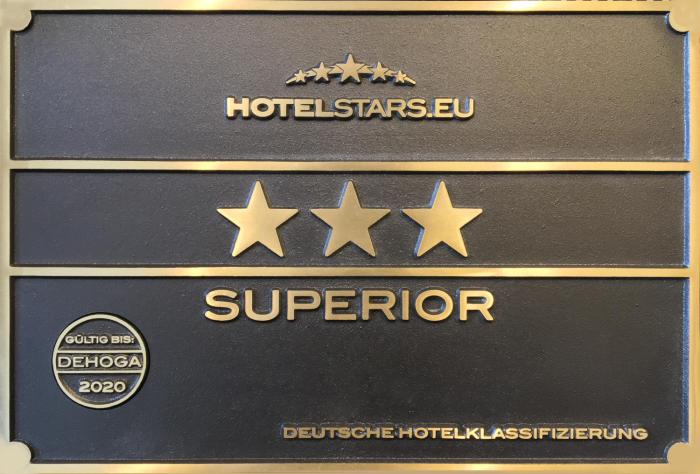 HOTELSTARS.EU
SUPERIOR
GÜLTIG BIS:
DEHOGA
2020
DEUTSCHE HOTELKLASSIFIZIERUNG